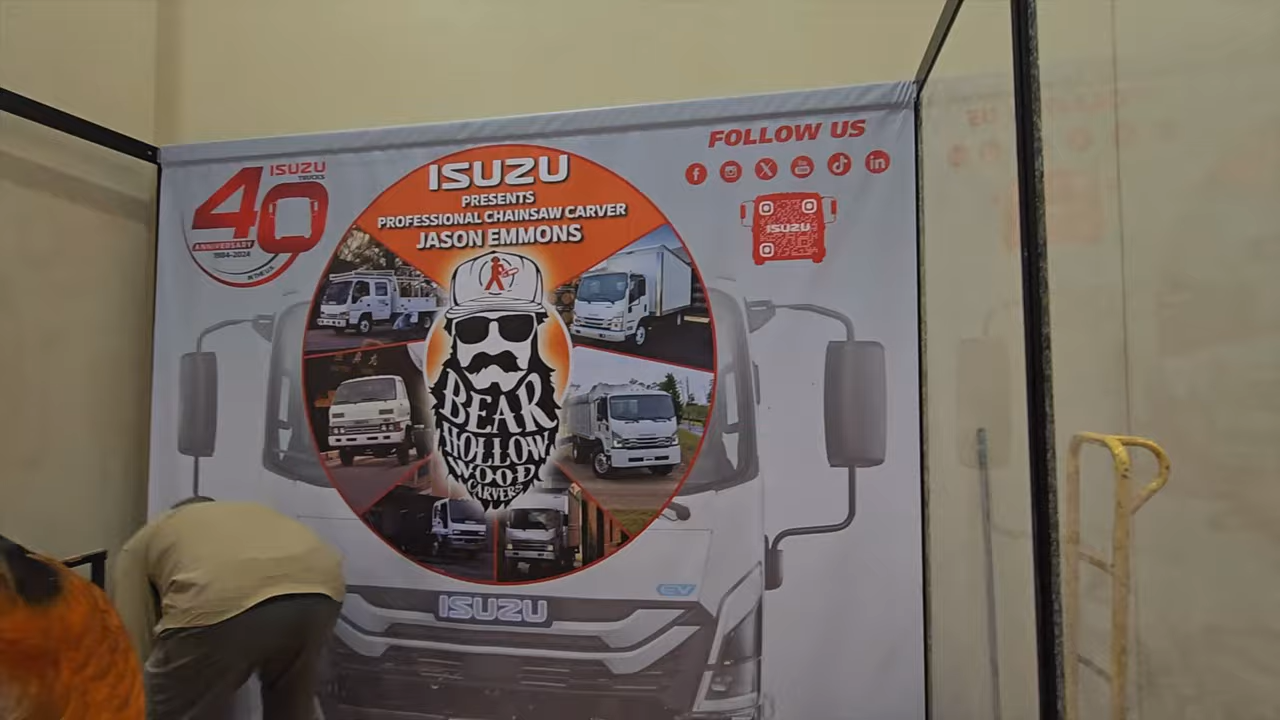 40
ISUZU
TRUCKS
ANNIVERSARY
1984-2024
IN THE U.S.
ISUZU
PRESENTS
PROFESSIONAL CHAINSAW CARVER
JASON EMMONS
FOLLOW US
ISUZU
BEAR
HOLLOW
WOOD
CARVERS
EV
ISUZU